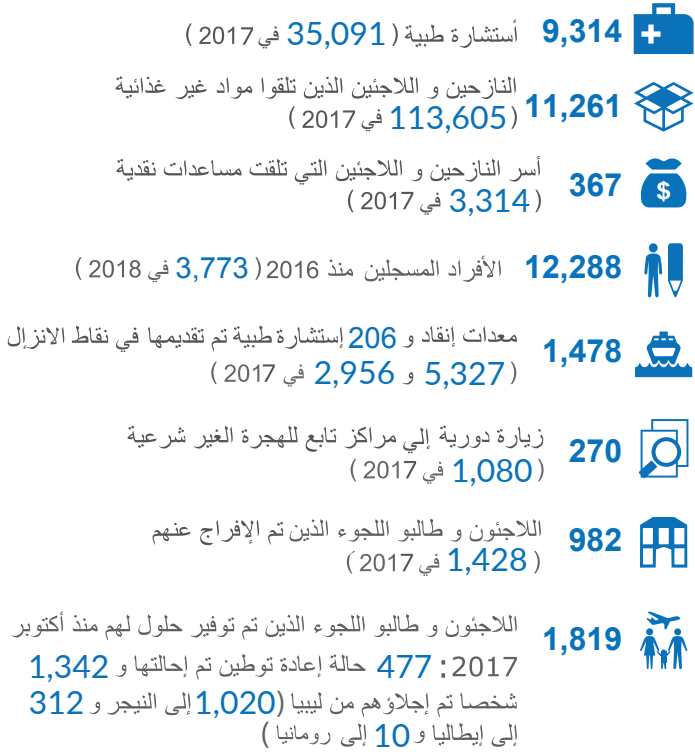 9,314 أستشارة طبية ( 35,091 في 2017 )
11,261 النازحين و اللاجئين الذين تلقوا مواد غير غذائية
( 113,605 في 2017 )
367 أسر النازحين و اللاجئين التي تلقت مساعدات نقدية
( 3,314 في 2017 )
12,288 الأفراد المسجلين منذ 2016 ( 3,773 في 2018 )
1,478 معدات إنقاد و 206 إستشارة طبية تم تقديمها في نقاط الانزال
( 5,327 و 2,956 في 2017 )
270 زيارة دورية إلي مراكز تابع للهجرة الغير شرعية
( 1,080 في 2017 )
982 اللاجئون و طالبو اللجوء الذين تم الإفراج عنهم
( 1,428 في 2017 )
1,819 اللاجئون و طالبو اللجوء الذين تم توفير حلول لهم منذ أكتوبر
2017: 477 حالة إعادة توطين تم إحالتها و 1,342
شخصا تم إجلاؤهم من ليبيا (1,020 إلى النيجر و 312
إلى إيطاليا و 10 إلى رومانيا )